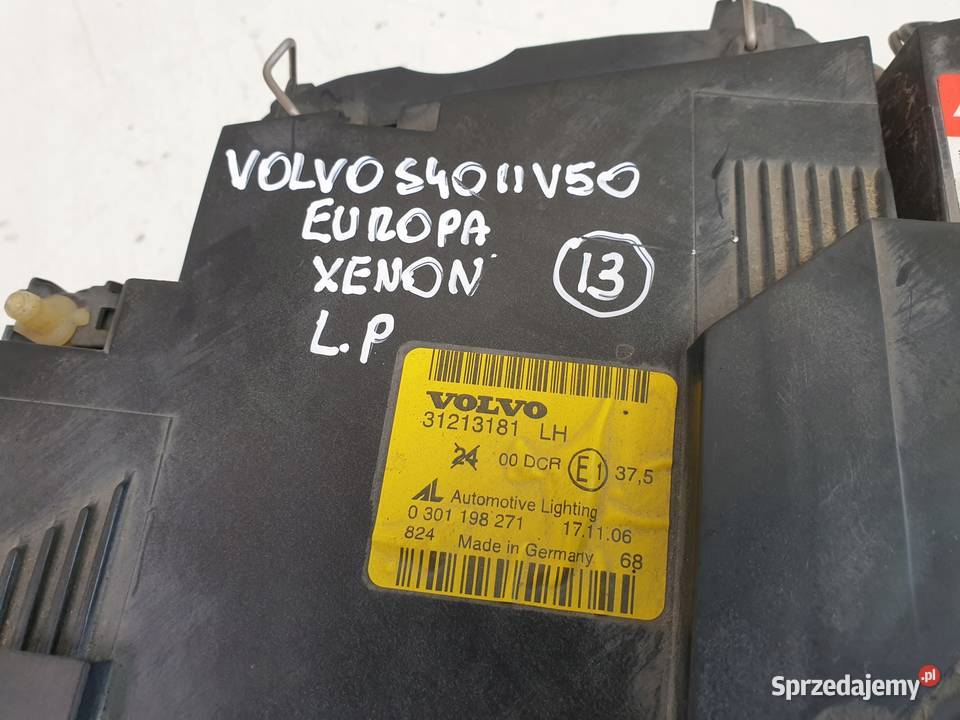 VOLVO S40 II V50
EUROPA
XENON
13
L.P
VOLVO
31213181 LH
24 00 DCR E1 37,5
AL Automotive Lighting
0 301 198 271 17.11.06
824 Made in Germany 68
Sprzedajemy.pl